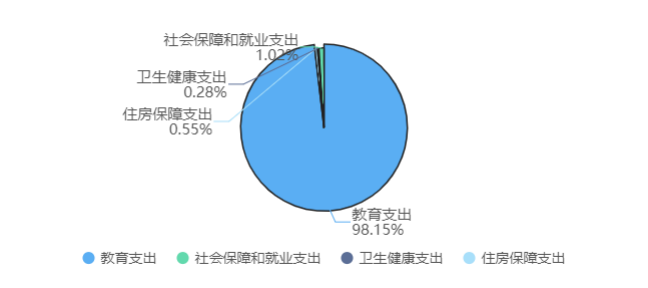 社会保障和就业支出
1.02%
卫生健康支出
0.28%
住房保障支出
0.55%
教育支出
98.15%
教育支出 社会保障和就业支出 卫生健康支出 住房保障支出